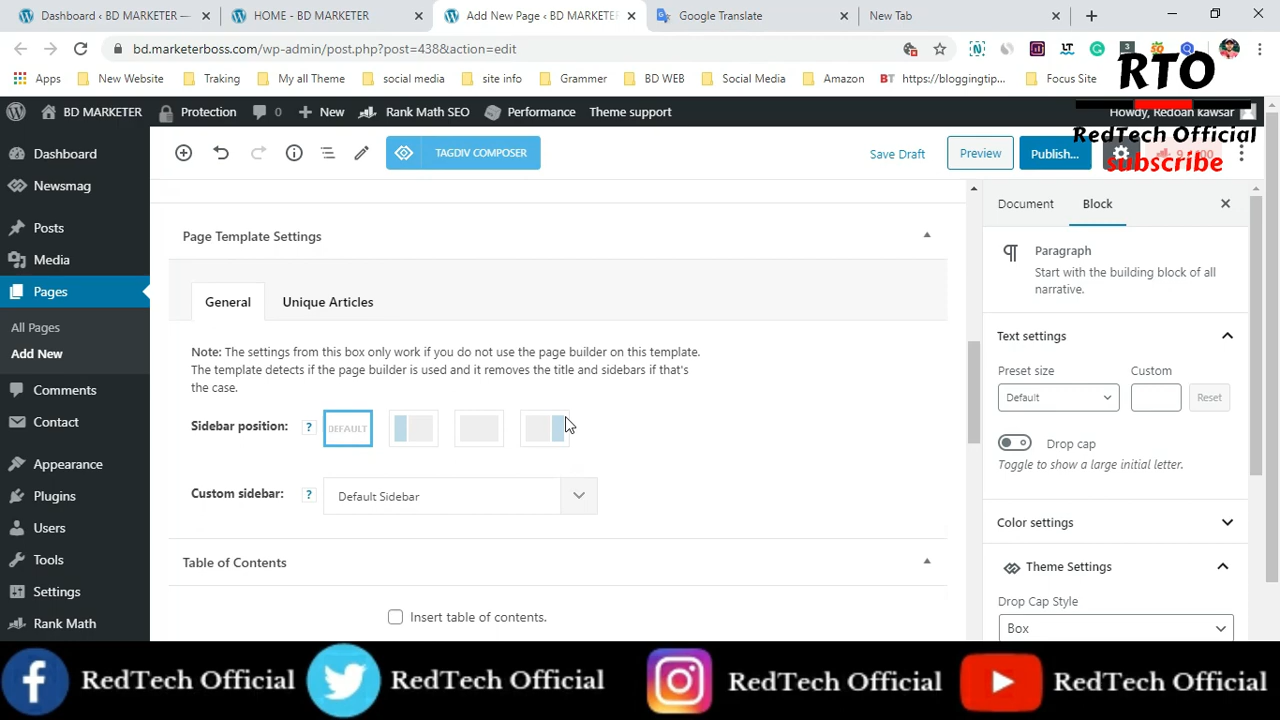 Dashboard ‹ BD MARKETER —
HOME - BD MARKETER
Add New Page ‹ BD MARKETER
Google Translate
New Tab
bd.marketerboss.com/wp-admin/post.php?post=438&action=edit
Apps
New Website
Traking
My all Theme
social media
site info
Grammer
BD WEB
Social Media
Amazon
BT https://bloggingtip...
Focus Site
RTO
RedTech Official
subscribe
BD MARKETER
Protection
0
New
Rank Math SEO
Performance
Theme support
Howdy, Redoan kawsar
Dashboard
Newsmag
Posts
Media
Pages
All Pages
Add New
Comments
Contact
Appearance
Plugins
Users
Tools
Settings
Rank Math
TAGDIV COMPOSER
Save Draft
Preview
Publish...
Page Template Settings
General
Unique Articles
Note: The settings from this box only work if you do not use the page builder on this template.
The template detects if the page builder is used and it removes the title and sidebars if that's
the case.
Sidebar position: ?
DEFAULT
Custom sidebar: ?
Default Sidebar
Table of Contents
Insert table of contents.
Document
Block
Paragraph
Start with the building block of all
narrative.
Text settings
Preset size
Custom
Default
Reset
Drop cap
Toggle to show a large initial letter.
Color settings
Theme Settings
Drop Cap Style
Box
RedTech Official
RedTech Official
RedTech Official
RedTech Official